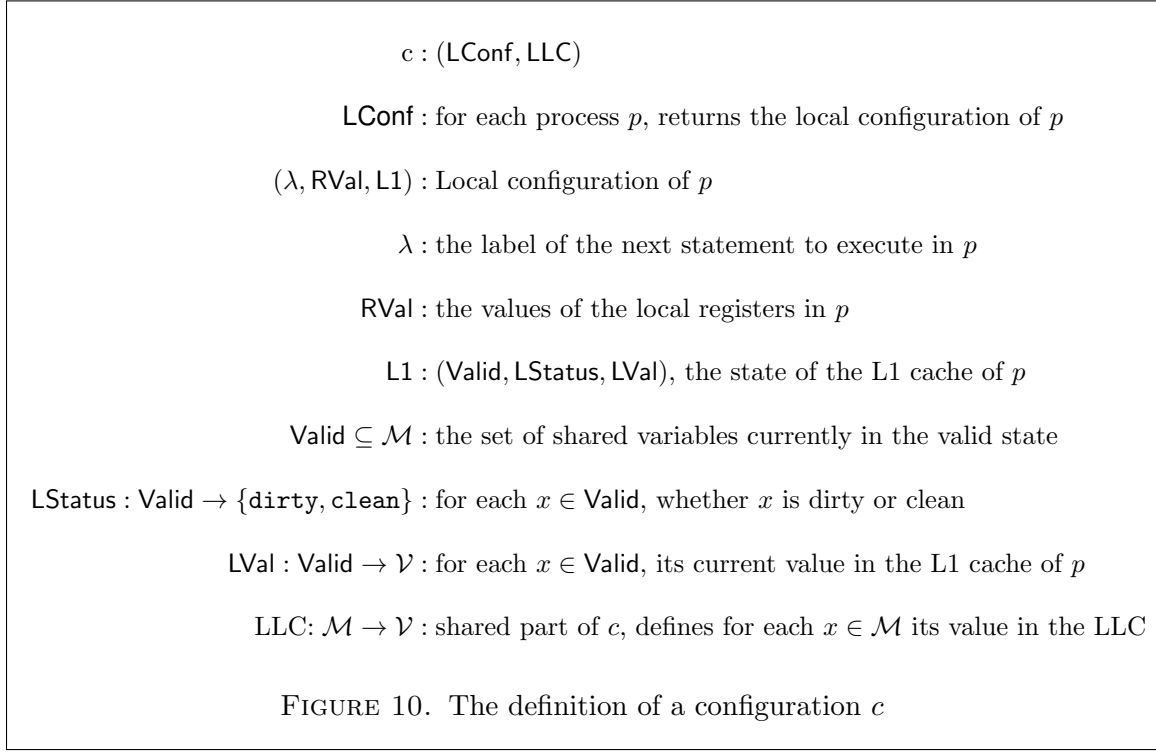 c : (LConf, LLC)
LConf : for each process p, returns the local configuration of p
(λ, RVal, L1) : Local configuration of p
λ : the label of the next statement to execute in p
RVal : the values of the local registers in p
L1 : (Valid, LStatus, LVal), the state of the L1 cache of p
Valid ⊆ ℳ : the set of shared variables currently in the valid state
LStatus : Valid → {dirty, clean} : for each x ∈ Valid, whether x is dirty or clean
LVal : Valid → 𝒱 : for each x ∈ Valid, its current value in the L1 cache of p
LLC: ℳ → 𝒱 : shared part of c, defines for each x ∈ ℳ its value in the LLC
FIGURE 10. The definition of a configuration c